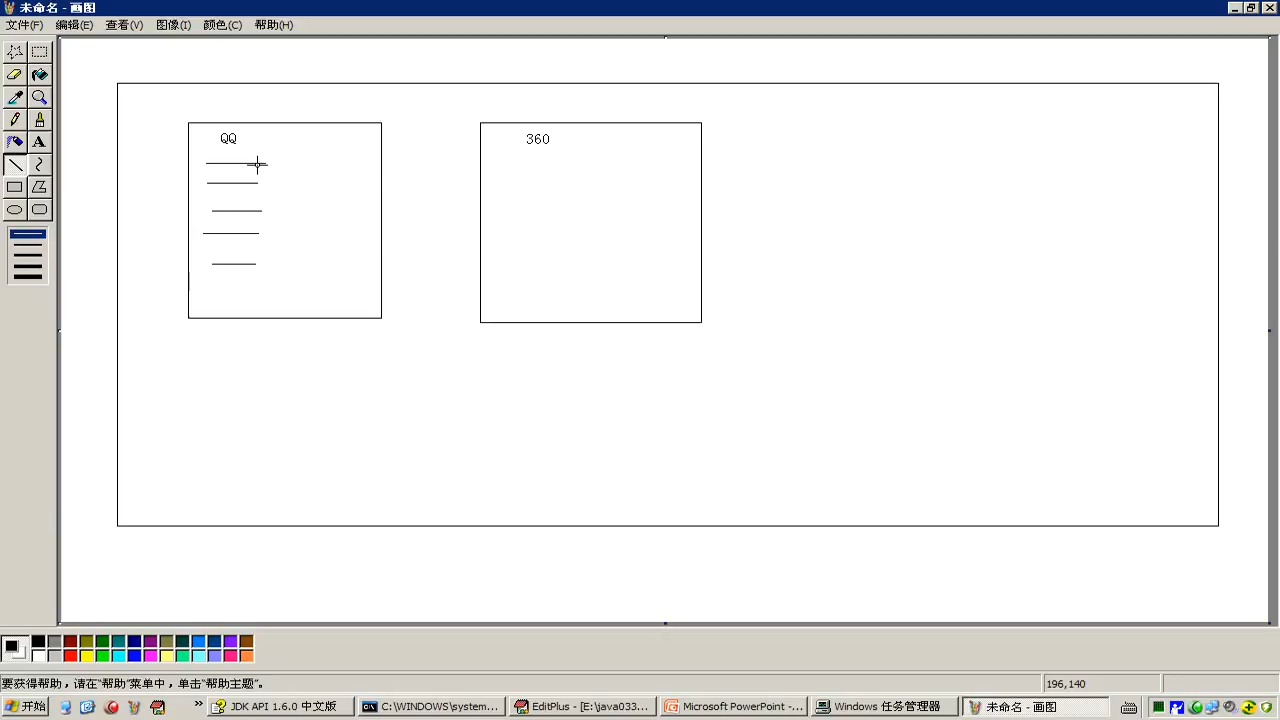 未命名 - 画图
文件(F) 编辑(E) 查看(V) 图像(I) 颜色(C) 帮助(H)
QQ
360
要获得帮助，请在“帮助”菜单中，单击“帮助主题”。
196,140
开始
JDK API 1.6.0 中文版
C:\WINDOWS\system...
EditPlus - [E:\java033...
Microsoft PowerPoint -...
Windows 任务管理器
未命名 - 画图